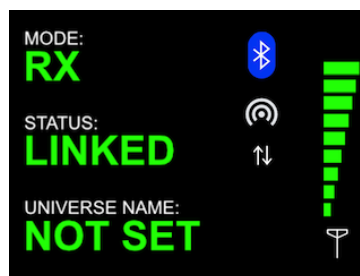 MODE:
RX
STATUS:
LINKED
UNIVERSE NAME:
NOT SET